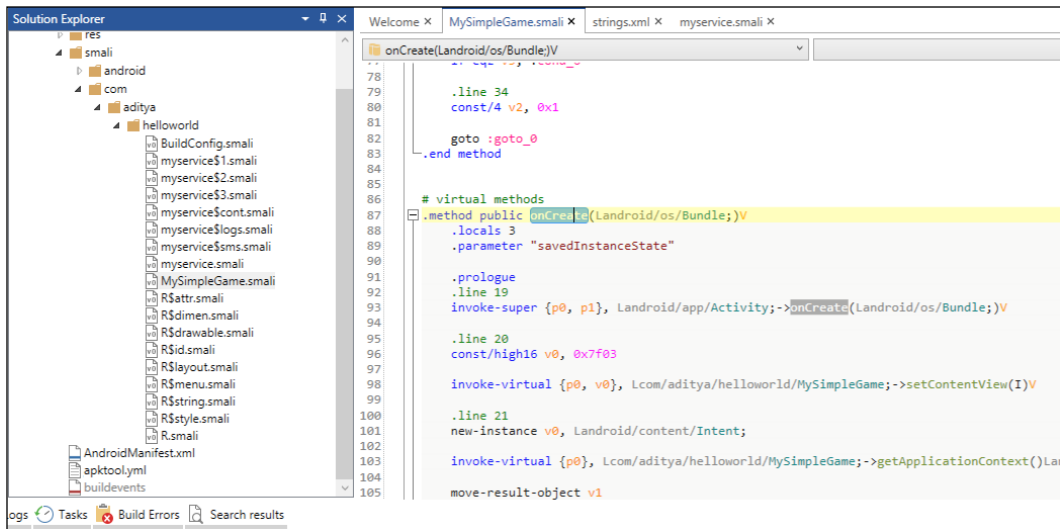 Solution Explorer
res
smali
android
com
aditya
helloworld
BuildConfig.smali
myservice$1.smali
myservice$2.smali
myservice$3.smali
myservice$cont.smali
myservice$logs.smali
myservice$sms.smali
myservice.smali
MySimpleGame.smali
R$attr.smali
R$dimen.smali
R$drawable.smali
R$id.smali
R$layout.smali
R$menu.smali
R$string.smali
R$style.smali
R.smali
AndroidManifest.xml
apktool.yml
buildevents
ogs Tasks Build Errors Search results
Welcome × MySimpleGame.smali × strings.xml × myservice.smali ×
onCreate(Landroid/os/Bundle;)V
78
79 .line 34
80 const/4 v2, 0x1
81
82 goto :goto_0
83 .end method
84
85
86 # virtual methods
87 .method public onCreate(Landroid/os/Bundle;)V
88 .locals 3
89 .parameter "savedInstanceState"
90
91 .prologue
92 .line 19
93 invoke-super {p0, p1}, Landroid/app/Activity;->onCreate(Landroid/os/Bundle;)V
94
95 .line 20
96 const/high16 v0, 0x7f03
97
98 invoke-virtual {p0, v0}, Lcom/aditya/helloworld/MySimpleGame;->setContentView(I)V
99
100 .line 21
101 new-instance v0, Landroid/content/Intent;
102
103 invoke-virtual {p0}, Lcom/aditya/helloworld/MySimpleGame;->getApplicationContext()Lan
104
105 move-result-object v1